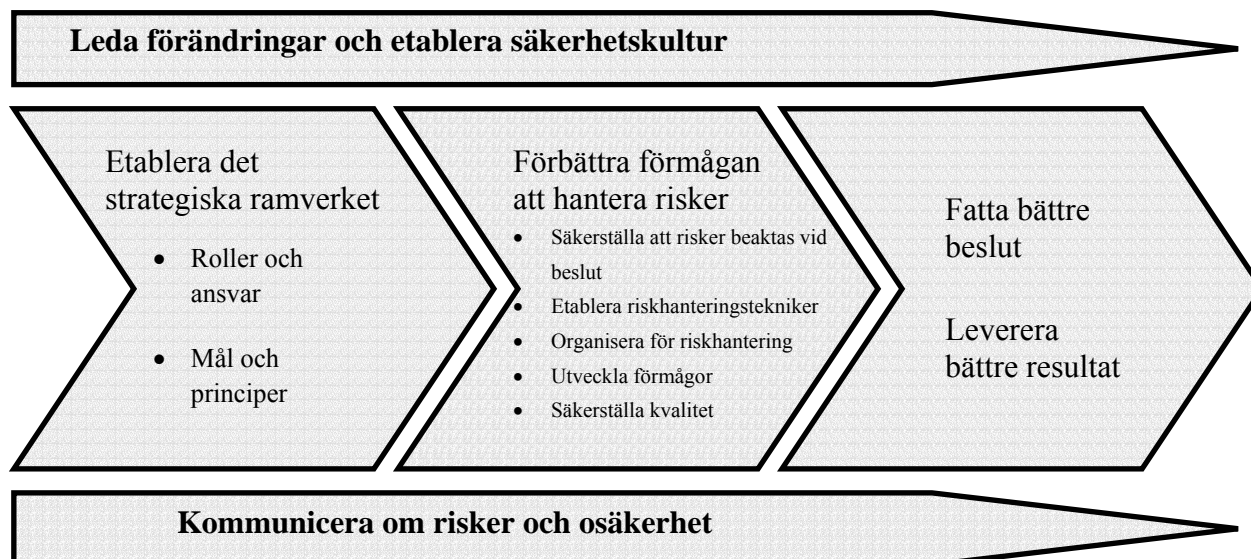 Leda förändringar och etablera säkerhetskultur
Etablera det
strategiska ramverket
• Roller och
ansvar
• Mål och
principer
Förbättra förmågan
att hantera risker
• Säkerställa att risker beaktas vid
beslut
• Etablera riskhanteringstekniker
• Organisera för riskhantering
• Utveckla förmågor
• Säkerställa kvalitet
Fatta bättre
beslut
Leverera
bättre resultat
Kommunicera om risker och osäkerhet